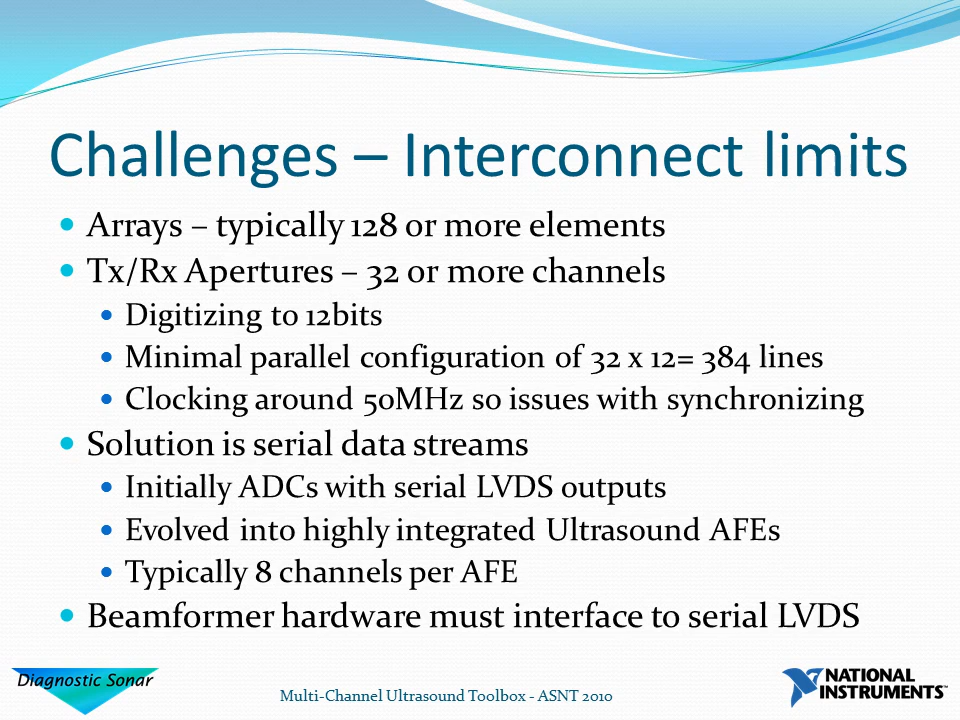 Challenges – Interconnect limits
Arrays – typically 128 or more elements
Tx/Rx Apertures – 32 or more channels
Digitizing to 12bits
Minimal parallel configuration of 32 x 12= 384 lines
Clocking around 50MHz so issues with synchronizing
Solution is serial data streams
Initially ADCs with serial LVDS outputs
Evolved into highly integrated Ultrasound AFEs
Typically 8 channels per AFE
Beamformer hardware must interface to serial LVDS
Diagnostic Sonar
Multi-Channel Ultrasound Toolbox - ASNT 2010
NATIONAL
INSTRUMENTS™